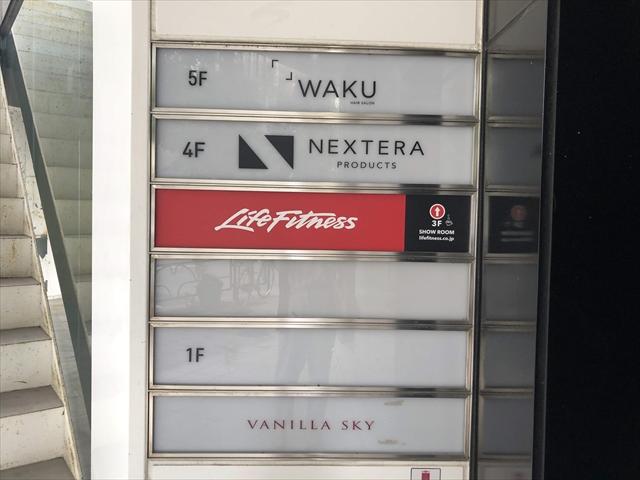 5F
WAKU
HAIR SALON
4F
NEXTERA
PRODUCTS
LifeFitness
3F
SHOW ROOM
lifefitness.co.jp
1F
VANILLA SKY